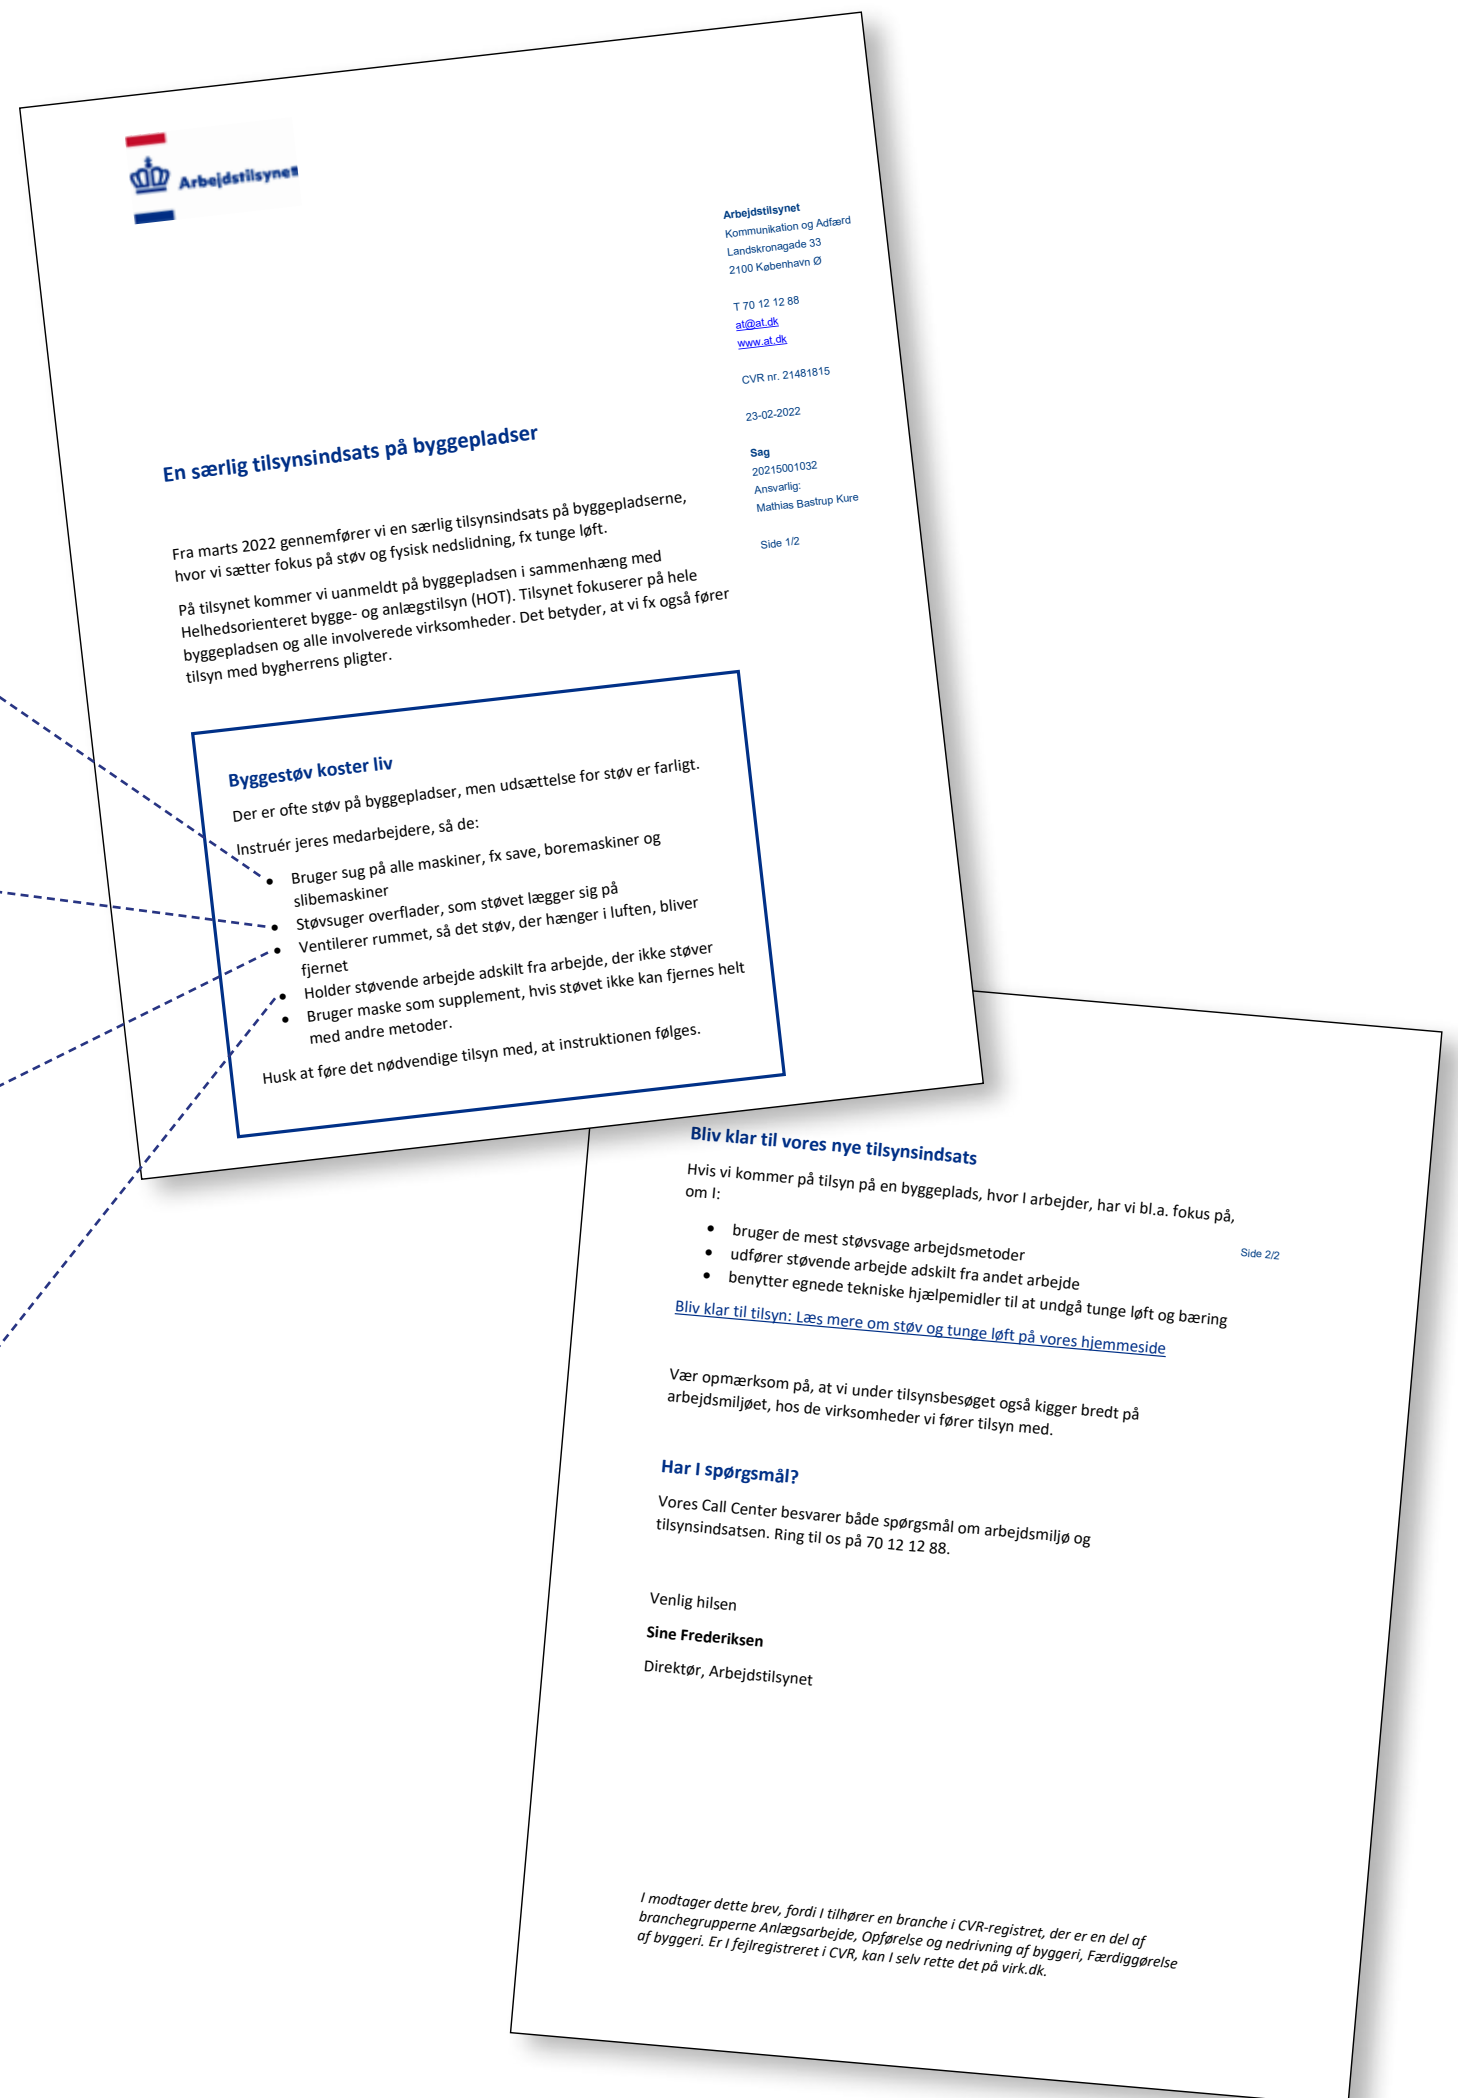 Arbejdstilsynet
Arbejdstilsynet
Kommunikation og Adfærd
Landskronagade 33
2100 København Ø
T 70 12 12 88
at@at.dk
www.at.dk
CVR nr. 21481815
23-02-2022
Sag
20215001032
Ansvarlig:
Mathias Bastrup Kure
Side 1/2
En særlig tilsynsindsats på byggepladser
Fra marts 2022 gennemfører vi en særlig tilsynsindsats på byggepladserne,
hvor vi sætter fokus på støv og fysisk nedslidning, fx tunge løft.
På tilsynet kommer vi uanmeldt på byggepladsen i sammenhæng med
Helhedsorienteret bygge- og anlægstilsyn (HOT). Tilsynet fokuserer på hele
byggepladsen og alle involverede virksomheder. Det betyder, at vi fx også fører
tilsyn med bygherrens pligter.
Byggestøv koster liv
Der er ofte støv på byggepladser, men udsættelse for støv er farligt.
Instruér jeres medarbejdere, så de:
• Bruger sug på alle maskiner, fx save, boremaskiner og
slibemaskiner
• Støvsuger overflader, som støvet lægger sig på
• Ventilerer rummet, så det støv, der hænger i luften, bliver
fjernet
• Holder støvende arbejde adskilt fra arbejde, der ikke støver
• Bruger maske som supplement, hvis støvet ikke kan fjernes helt
med andre metoder.
Husk at føre det nødvendige tilsyn med, at instruktionen følges.
Bliv klar til vores nye tilsynsindsats
Hvis vi kommer på tilsyn på en byggeplads, hvor I arbejder, har vi bl.a. fokus på,
om I:
• bruger de mest støvsvage arbejdsmetoder
• udfører støvende arbejde adskilt fra andet arbejde
• benytter egnede tekniske hjælpemidler til at undgå tunge løft og bæring
Side 2/2
Bliv klar til tilsyn: Læs mere om støv og tunge løft på vores hjemmeside
Vær opmærksom på, at vi under tilsynsbesøget også kigger bredt på
arbejdsmiljøet, hos de virksomheder vi fører tilsyn med.
Har I spørgsmål?
Vores Call Center besvarer både spørgsmål om arbejdsmiljø og
tilsynsindsatsen. Ring til os på 70 12 12 88.
Venlig hilsen
Sine Frederiksen
Direktør, Arbejdstilsynet
I modtager dette brev, fordi I tilhører en branche i CVR-registret, der er en del af
branchegrupperne Anlægsarbejde, Opførelse og nedrivning af byggeri, Færdiggørelse
af byggeri. Er I fejlregistreret i CVR, kan I selv rette det på virk.dk.